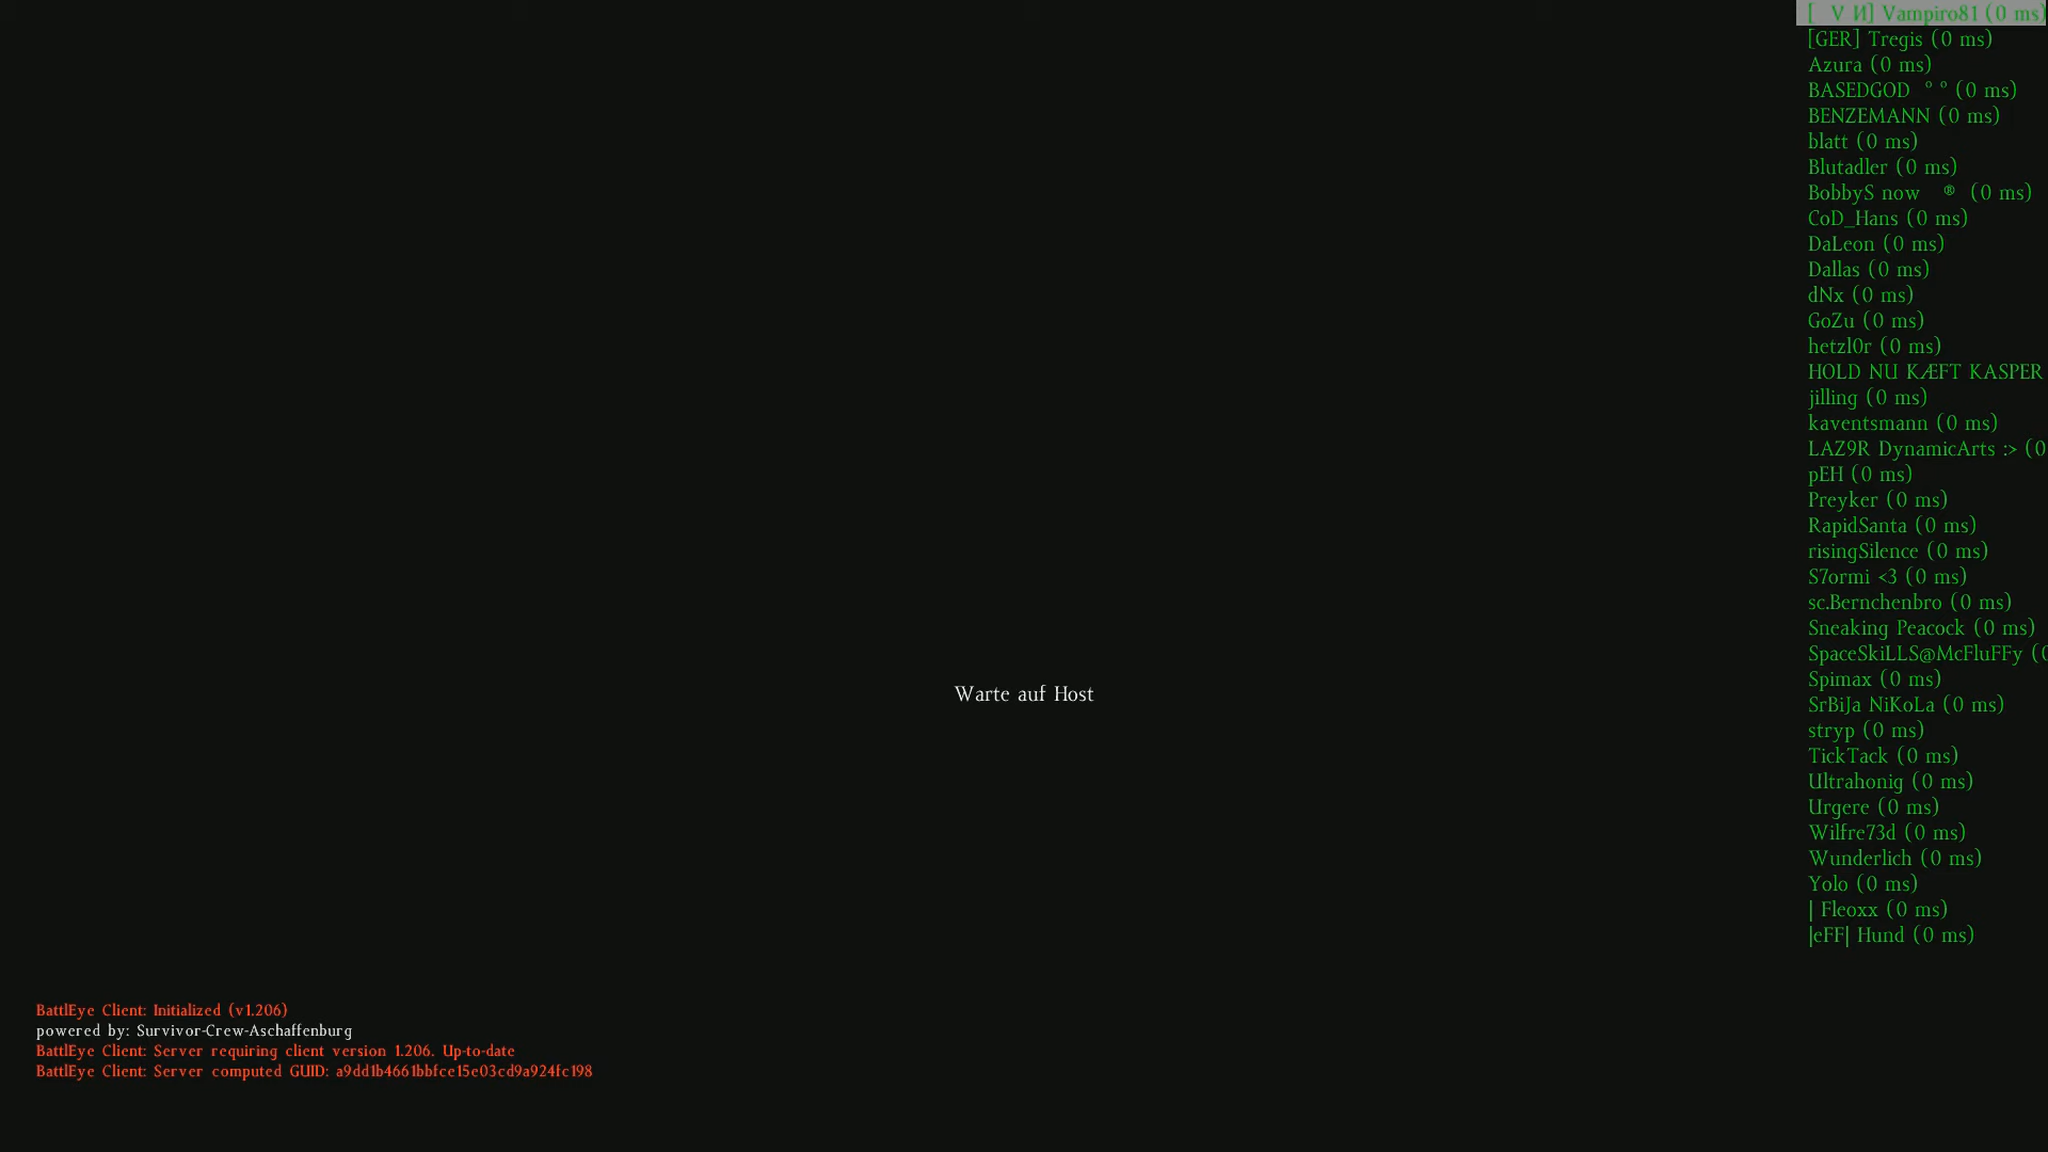 [ V И] Vampiro81 (0 ms)
[GER] Tregis (0 ms)
Azura (0 ms)
BASEDGOD ° ° (0 ms)
BENZEMANN (0 ms)
blatt (0 ms)
Blutadler (0 ms)
BobbyS now ® (0 ms)
CoD_Hans (0 ms)
DaLeon (0 ms)
Dallas (0 ms)
dNx (0 ms)
GoZu (0 ms)
hetzl0r (0 ms)
HOLD NU KÆFT KASPER
jilling (0 ms)
kaventsmann (0 ms)
LAZ9R DynamicArts :> (0
pEH (0 ms)
Preyker (0 ms)
RapidSanta (0 ms)
risingSilence (0 ms)
S7ormi <3 (0 ms)
sc.Bernchenbro (0 ms)
Sneaking Peacock (0 ms)
SpaceSkiLLS@McFluFFy (0
Spimax (0 ms)
SrBiJa NiKoLa (0 ms)
stryp (0 ms)
TickTack (0 ms)
Ultrahonig (0 ms)
Urgere (0 ms)
Wilfre73d (0 ms)
Wunderlich (0 ms)
Yolo (0 ms)
| Fleoxx (0 ms)
|eFF| Hund (0 ms)
Warte auf Host
BattlEye Client: Initialized (v1.206)
powered by: Survivor-Crew-Aschaffenburg
BattlEye Client: Server requiring client version 1.206. Up-to-date
BattlEye Client: Server computed GUID: a9dd1b4661bbfce15e03cd9a924fc198